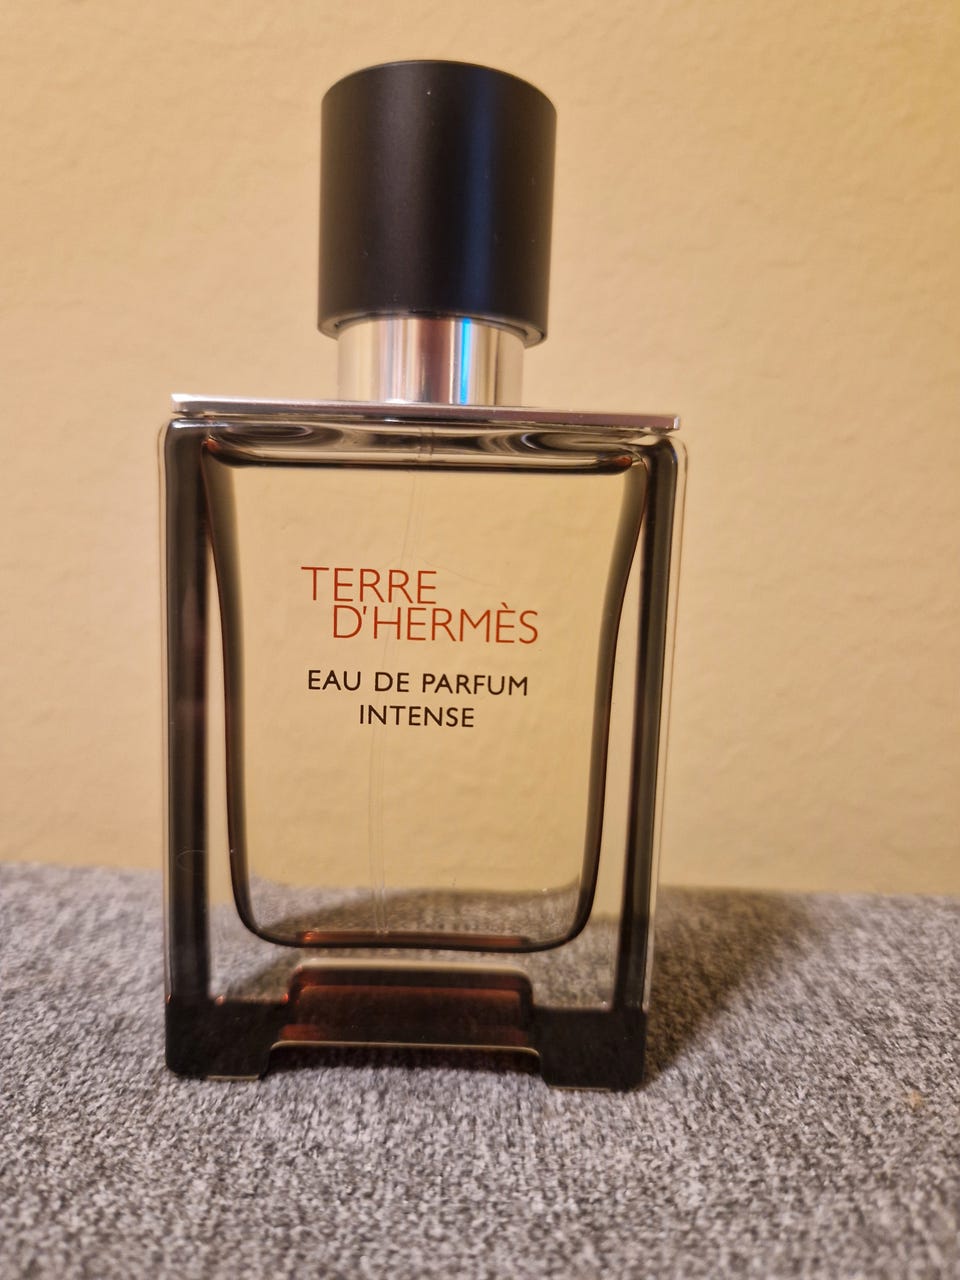 TERRE
D'HERMÈS
EAU DE PARFUM
INTENSE